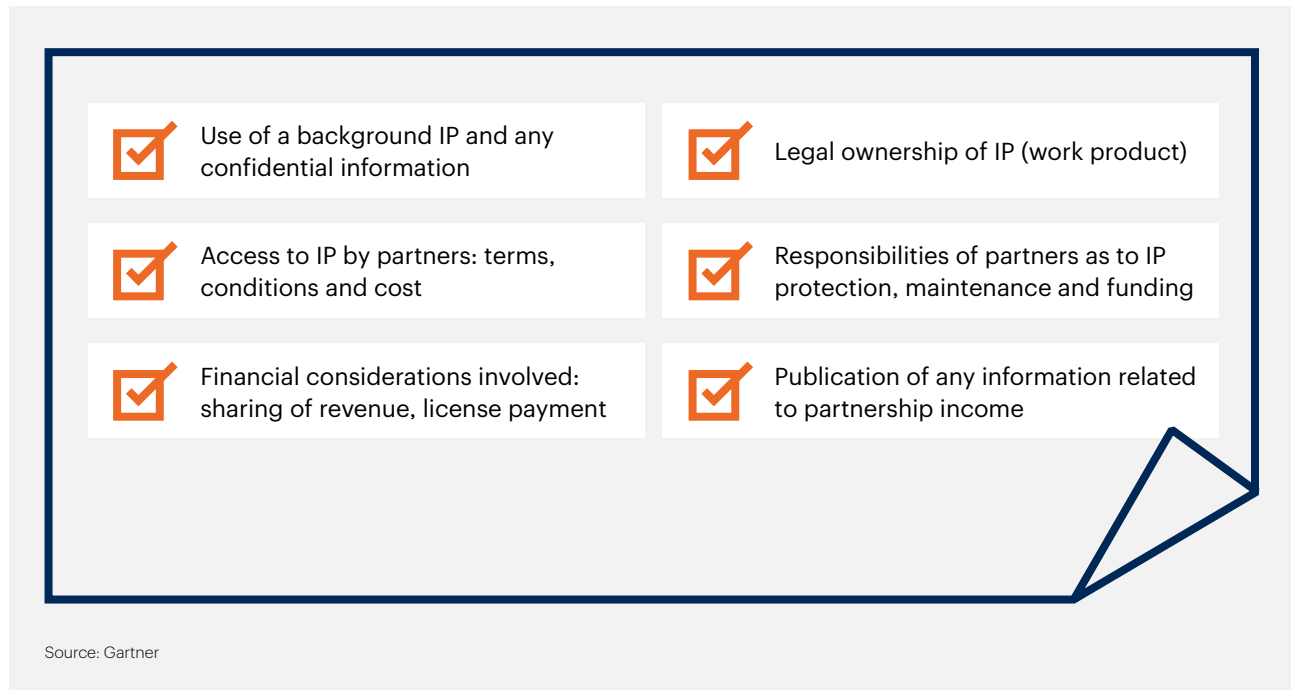 Use of a background IP and any
confidential information
Legal ownership of IP (work product)
Access to IP by partners: terms,
conditions and cost
Responsibilities of partners as to IP
protection, maintenance and funding
Financial considerations involved:
sharing of revenue, license payment
Publication of any information related
to partnership income
Source: Gartner